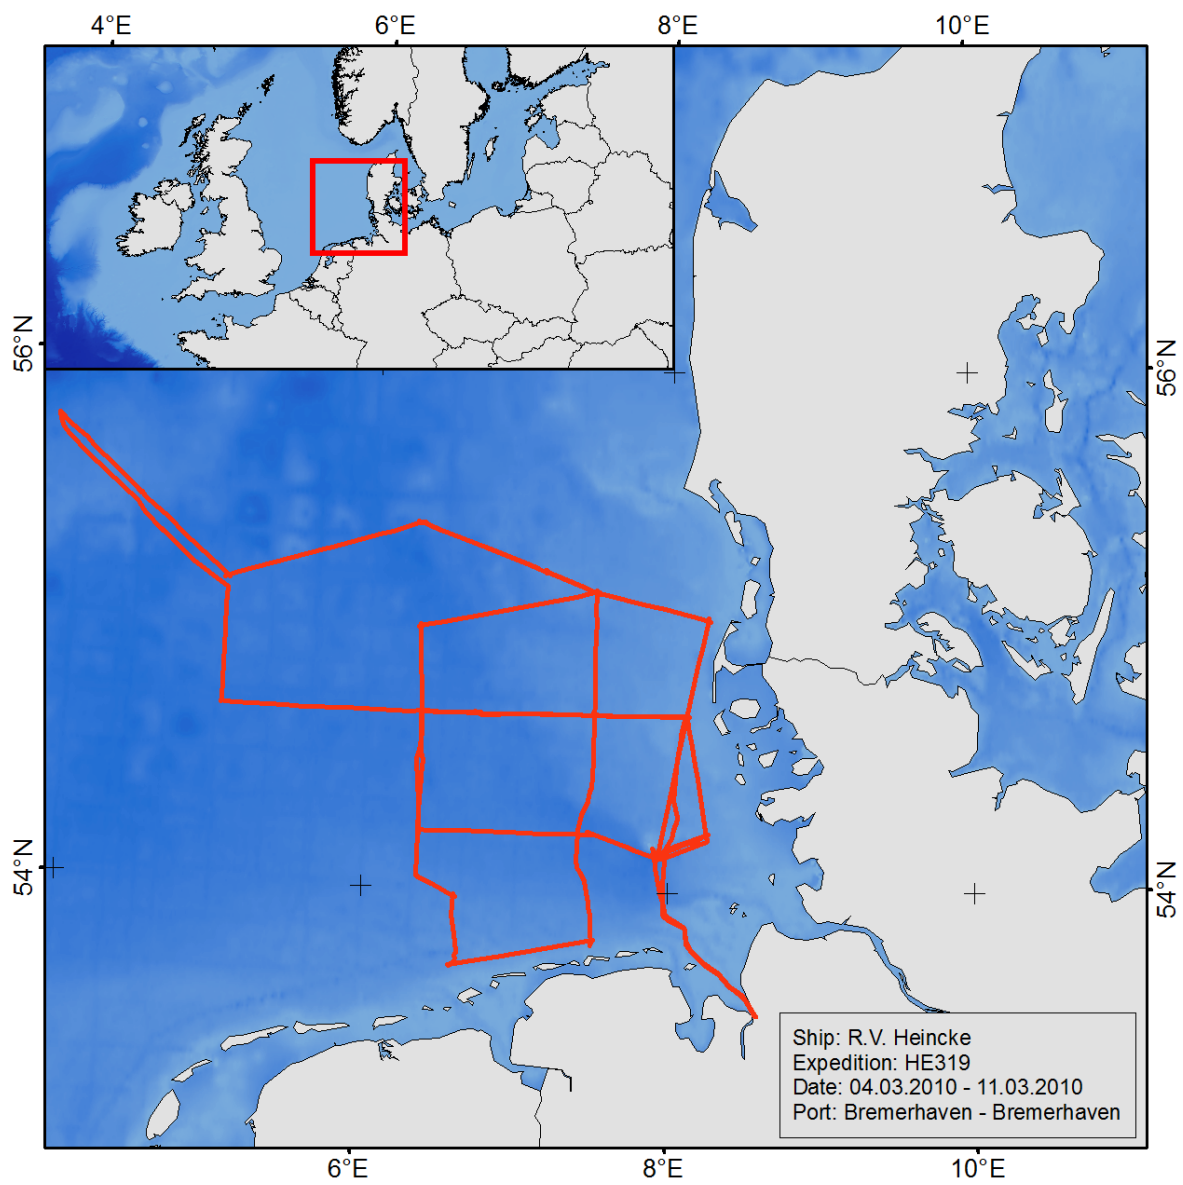 4°E 6°E 8°E 10°E
56°N
56°N
54°N
54°N
Ship: R.V. Heincke
Expedition: HE319
Date: 04.03.2010 - 11.03.2010
Port: Bremerhaven - Bremerhaven
6°E 8°E 10°E